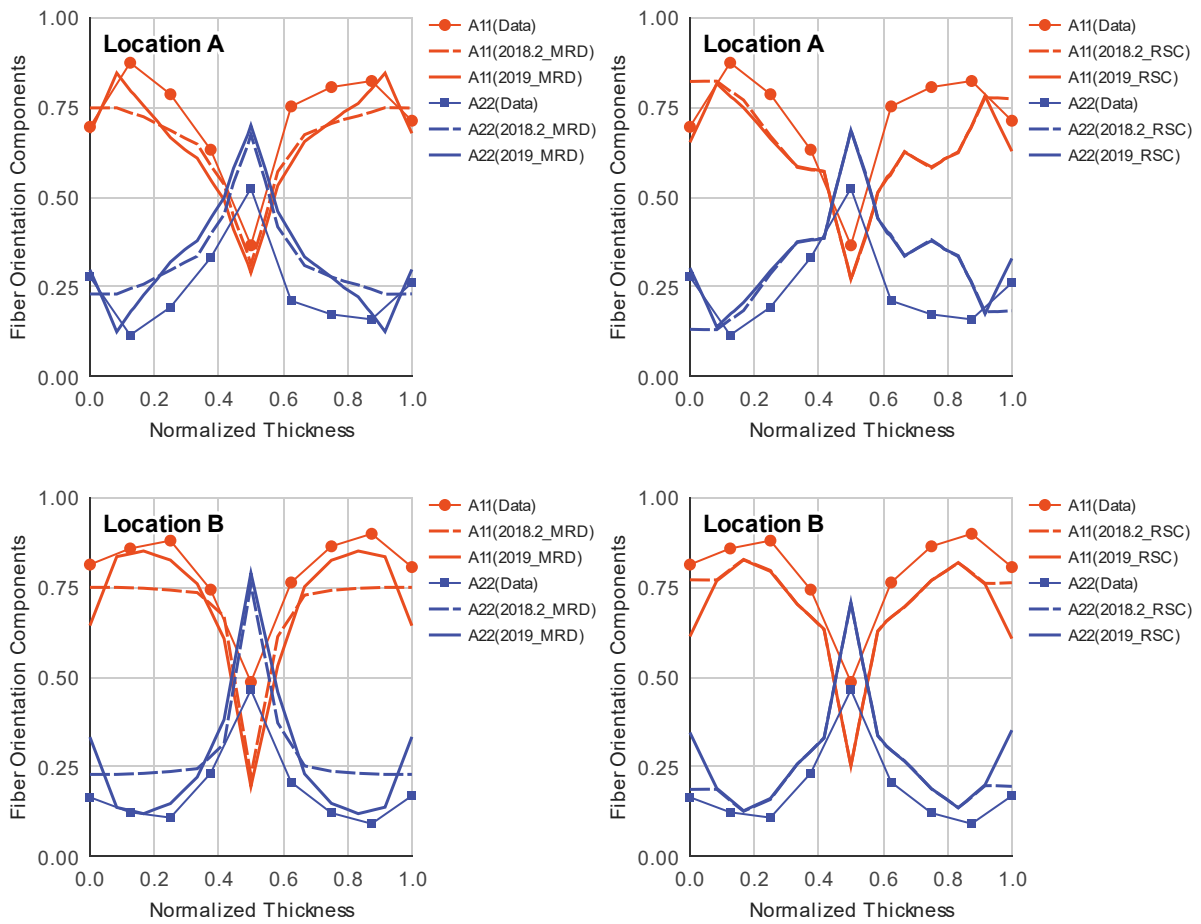 Location A
Fiber Orientation Components
1.00
0.75
0.50
0.25
0.00
0.0 0.2 0.4 0.6 0.8 1.0
Normalized Thickness
A11(Data)
A11(2018.2_MRD)
A11(2019_MRD)
A22(Data)
A22(2018.2_MRD)
A22(2019_MRD)
Location A
Fiber Orientation Components
1.00
0.75
0.50
0.25
0.00
0.0 0.2 0.4 0.6 0.8 1.0
Normalized Thickness
A11(Data)
A11(2018.2_RSC)
A11(2019_RSC)
A22(Data)
A22(2018.2_RSC)
A22(2019_RSC)
Location B
Fiber Orientation Components
1.00
0.75
0.50
0.25
0.00
0.0 0.2 0.4 0.6 0.8 1.0
Normalized Thickness
A11(Data)
A11(2018.2_MRD)
A11(2019_MRD)
A22(Data)
A22(2018.2_MRD)
A22(2019_MRD)
Location B
Fiber Orientation Components
1.00
0.75
0.50
0.25
0.00
0.0 0.2 0.4 0.6 0.8 1.0
Normalized Thickness
A11(Data)
A11(2018.2_RSC)
A11(2019_RSC)
A22(Data)
A22(2018.2_RSC)
A22(2019_RSC)